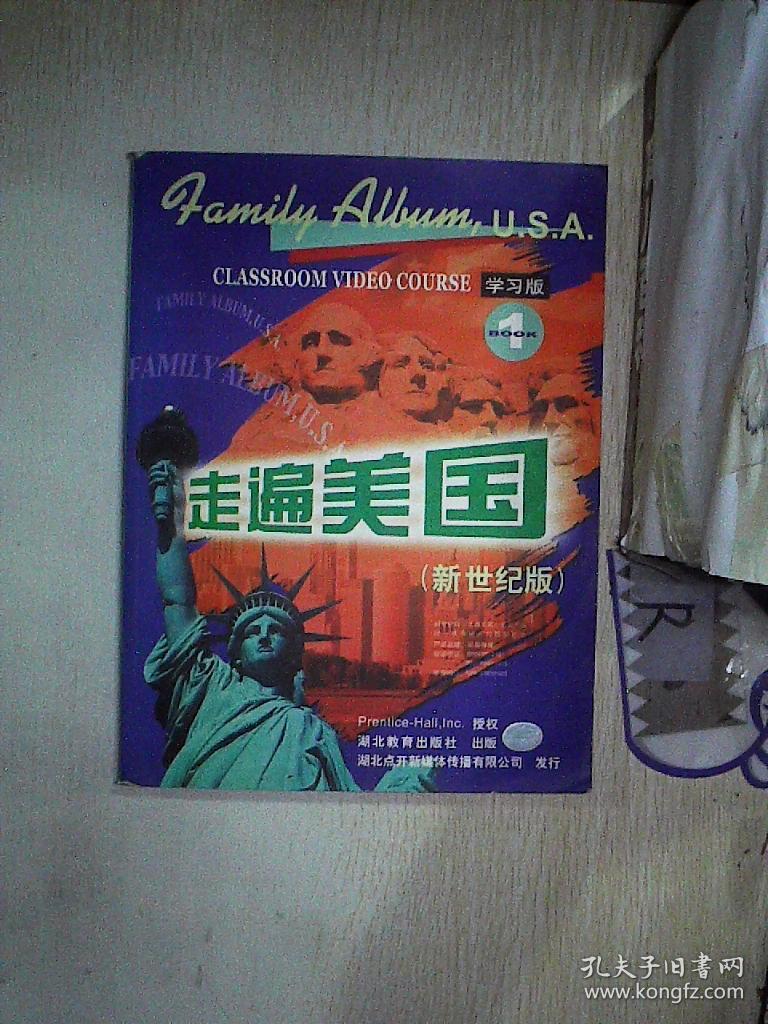 Family Album, U.S.A.
CLASSROOM VIDEO COURSE 学习版
1
BOOK
FAMILY ALBUM,U.S.A.
FAMILY ALBUM,U.S.A
走遍美国
(新世纪版)
Prentice-Hall,Inc. 授权
湖北教育出版社 出版
湖北点开新媒体传播有限公司 发行
R
孔夫子旧书网
www.kongfz.com